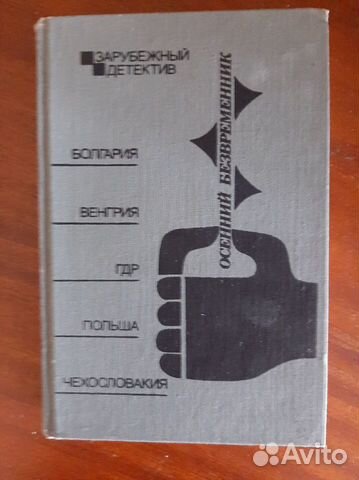 ЗАРУБЕЖНЫЙ
ДЕТЕКТИВ
ОСЕННИЙ БЕЗВРЕМЕННИК
БОЛГАРИЯ
ВЕНГРИЯ
ГДР
ПОЛЬША
ЧЕХОСЛОВАКИЯ
Avito